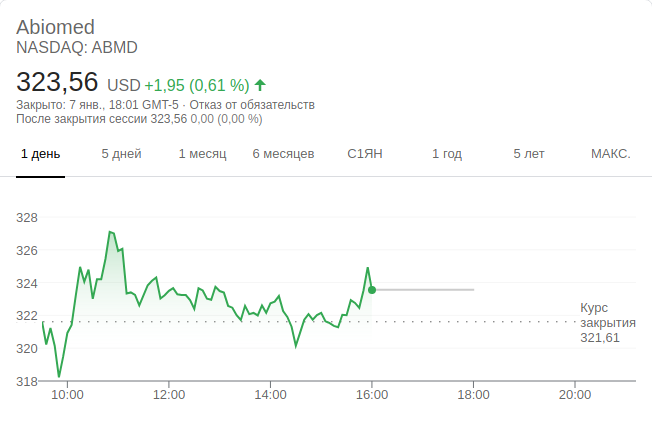 Abiomed
NASDAQ: ABMD
323,56 USD +1,95 (0,61 %)
Закрыто: 7 янв., 18:01 GMT-5 · Отказ от обязательств
После закрытия сессии 323,56 0,00 (0,00 %)
1 день 5 дней 1 месяц 6 месяцев С1ЯН 1 год 5 лет МАКС.
328
326
324
322
Курс
закрытия
321,61
320
318
10:00 12:00 14:00 16:00 18:00 20:00